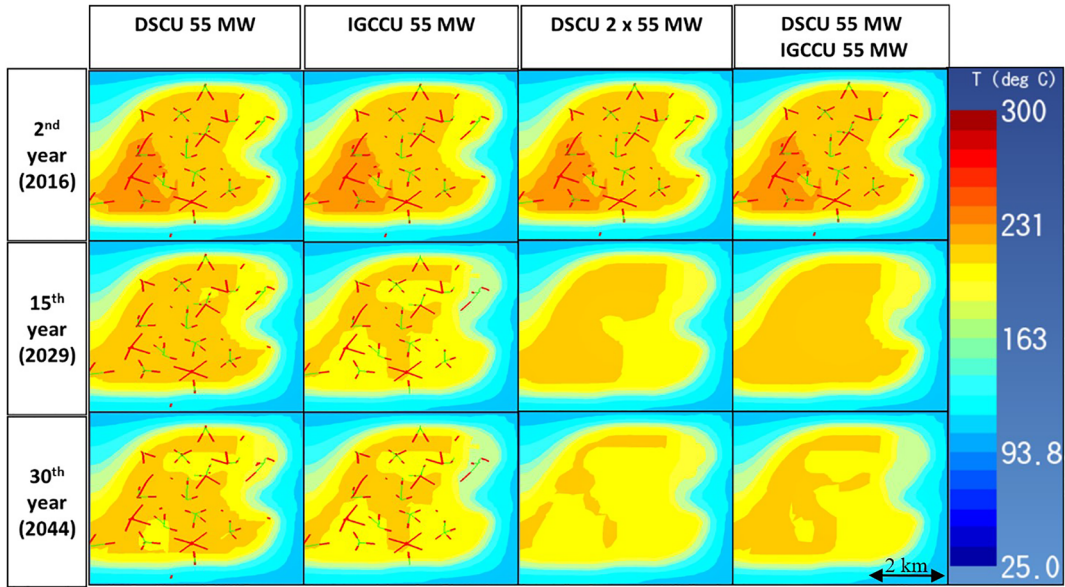 DSCU 55 MW
IGCCU 55 MW
DSCU 2 x 55 MW
DSCU 55 MW
IGCCU 55 MW
T (deg C)
300
231
163
93.8
25.0
2nd
year
(2016)
15th
year
(2029)
30th
year
(2044)
2 km